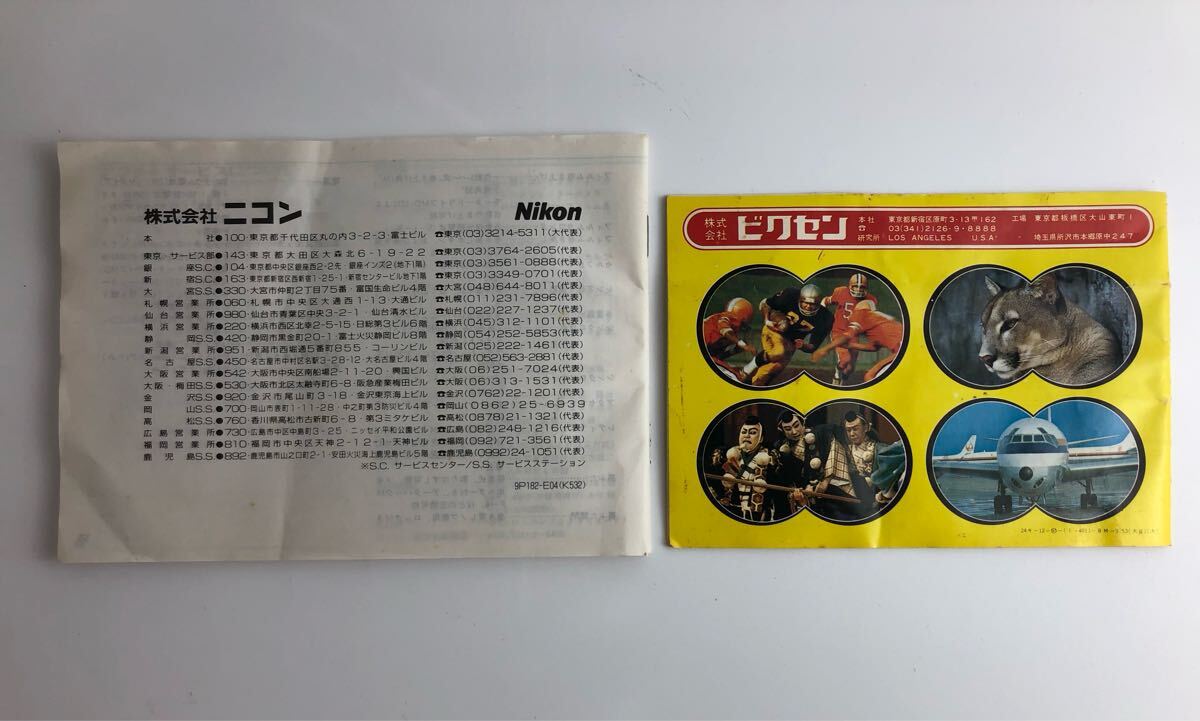 株式会社 ニコン
Nikon
本社●100・東京都千代田区丸の内3-2-3・富士ビル ☎東京(03)3214-5311(大代表)
東京・サービス部●143・東京都大田区大森北6-19-22 ☎東京(03)3764-2605(代表)
銀座S.C.●104・東京都中央区銀座西2-2先・銀座インズ2(地下1階) ☎東京(03)3561-0888(代表)
新宿S.C.●163・東京都新宿区西新宿1-25-1・新宿センタービル地下1階 ☎東京(03)3349-0701(代表)
大宮S.S.●330・大宮市仲町2丁目75番・富国生命ビル4階 ☎大宮(048)644-8011(代表)
札幌営業所●060・札幌市中央区大通西1-13・大通ビル ☎札幌(011)231-7896(代表)
仙台営業所●980・仙台市青葉区中央3-2-1・仙台清水ビル ☎仙台(022)227-1237(代表)
横浜営業所●220・横浜市西区北幸2-5-15・日総第3ビル6階 ☎横浜(045)312-1101(代表)
静岡S.S.●420・静岡市黒金町20-1・富士火災静岡ビル8階 ☎静岡(054)252-5853(代表)
新潟営業所●951・新潟市西堀通5番町855・コーリンビル ☎新潟(025)222-1461(代表)
名古屋S.S.●450・名古屋市中村区名駅3-28-12・大名古屋ビル4階 ☎名古屋(052)563-2881(代表)
大阪営業所●542・大阪市中央区南船場2-11-20・興国ビル ☎大阪(06)251-7024(代表)
大阪・梅田S.S.●530・大阪市北区太融寺町6-8・阪急産業梅田ビル ☎大阪(06)313-1531(代表)
金沢S.S.●920・金沢市尾山町3-18・金沢東京海上ビル ☎金沢(0762)22-1201(代表)
岡山S.S.●700・岡山市表町1-11-28・中之町第3防災ビル4階 ☎岡山(0862)25-6939
高松S.S.●760・香川県高松市古新町6-8・第3ミタケビル ☎高松(0878)21-1321(代表)
広島営業所●730・広島市中区中島町3-25・ニッセイ平和公園ビル ☎広島(082)248-1216(代表)
福岡営業所●810・福岡市中央区天神2-12-1・天神ビル ☎福岡(092)721-3561(代表)
鹿児島S.S.●892・鹿児島市山之口町2-1・安田火災海上鹿児島ビル5階 ☎鹿児島(0992)24-1051(代表)
※S.C. サービスセンター/S.S. サービスステーション
9P182-E04(K532)
株式会社 ビクセン
本社 東京都新宿区原町3-13〒162
☎ 03(341)2126・9・8888
研究所 LOS ANGELES U.S.A.
工場 東京都板橋区大山東町1
埼玉県所沢市本郷原中247